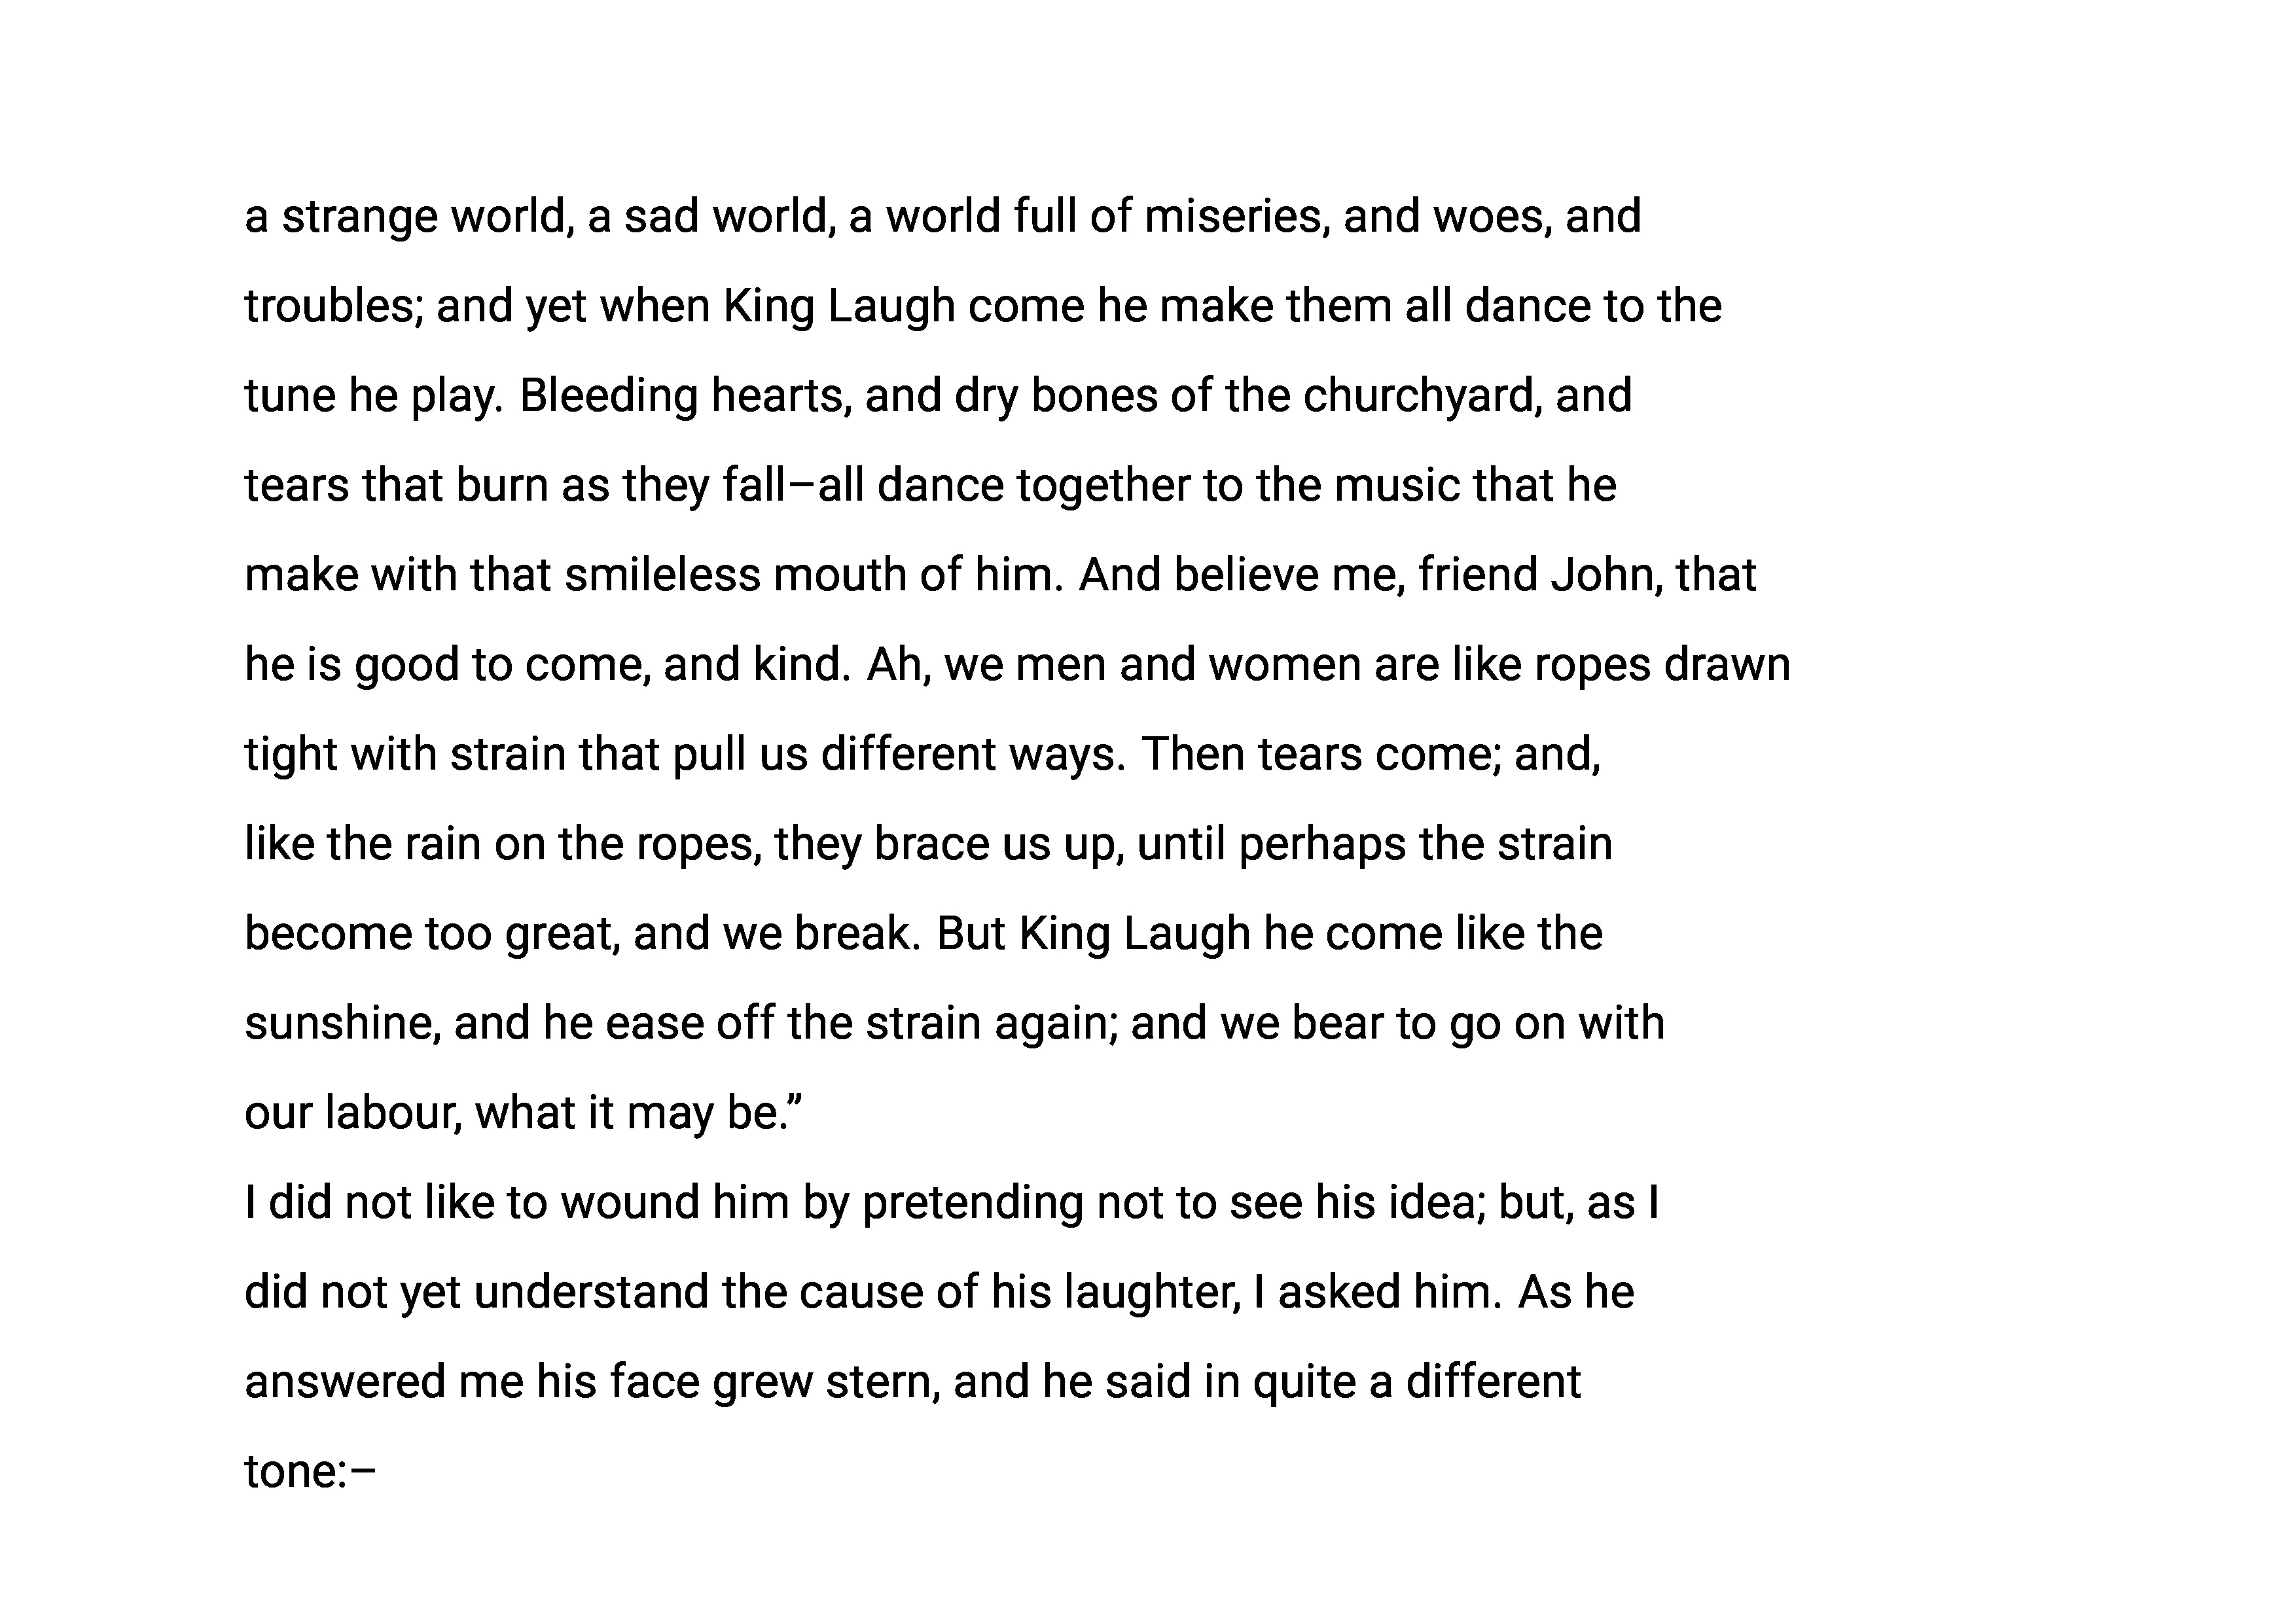 a strange world, a sad world, a world full of miseries, and woes, and
troubles; and yet when King Laugh come he make them all dance to the
tune he play. Bleeding hearts, and dry bones of the churchyard, and
tears that burn as they fall–all dance together to the music that he
make with that smileless mouth of him. And believe me, friend John, that
he is good to come, and kind. Ah, we men and women are like ropes drawn
tight with strain that pull us different ways. Then tears come; and,
like the rain on the ropes, they brace us up, until perhaps the strain
become too great, and we break. But King Laugh he come like the
sunshine, and he ease off the strain again; and we bear to go on with
our labour, what it may be.”
I did not like to wound him by pretending not to see his idea; but, as I
did not yet understand the cause of his laughter, I asked him. As he
answered me his face grew stern, and he said in quite a different
tone:–